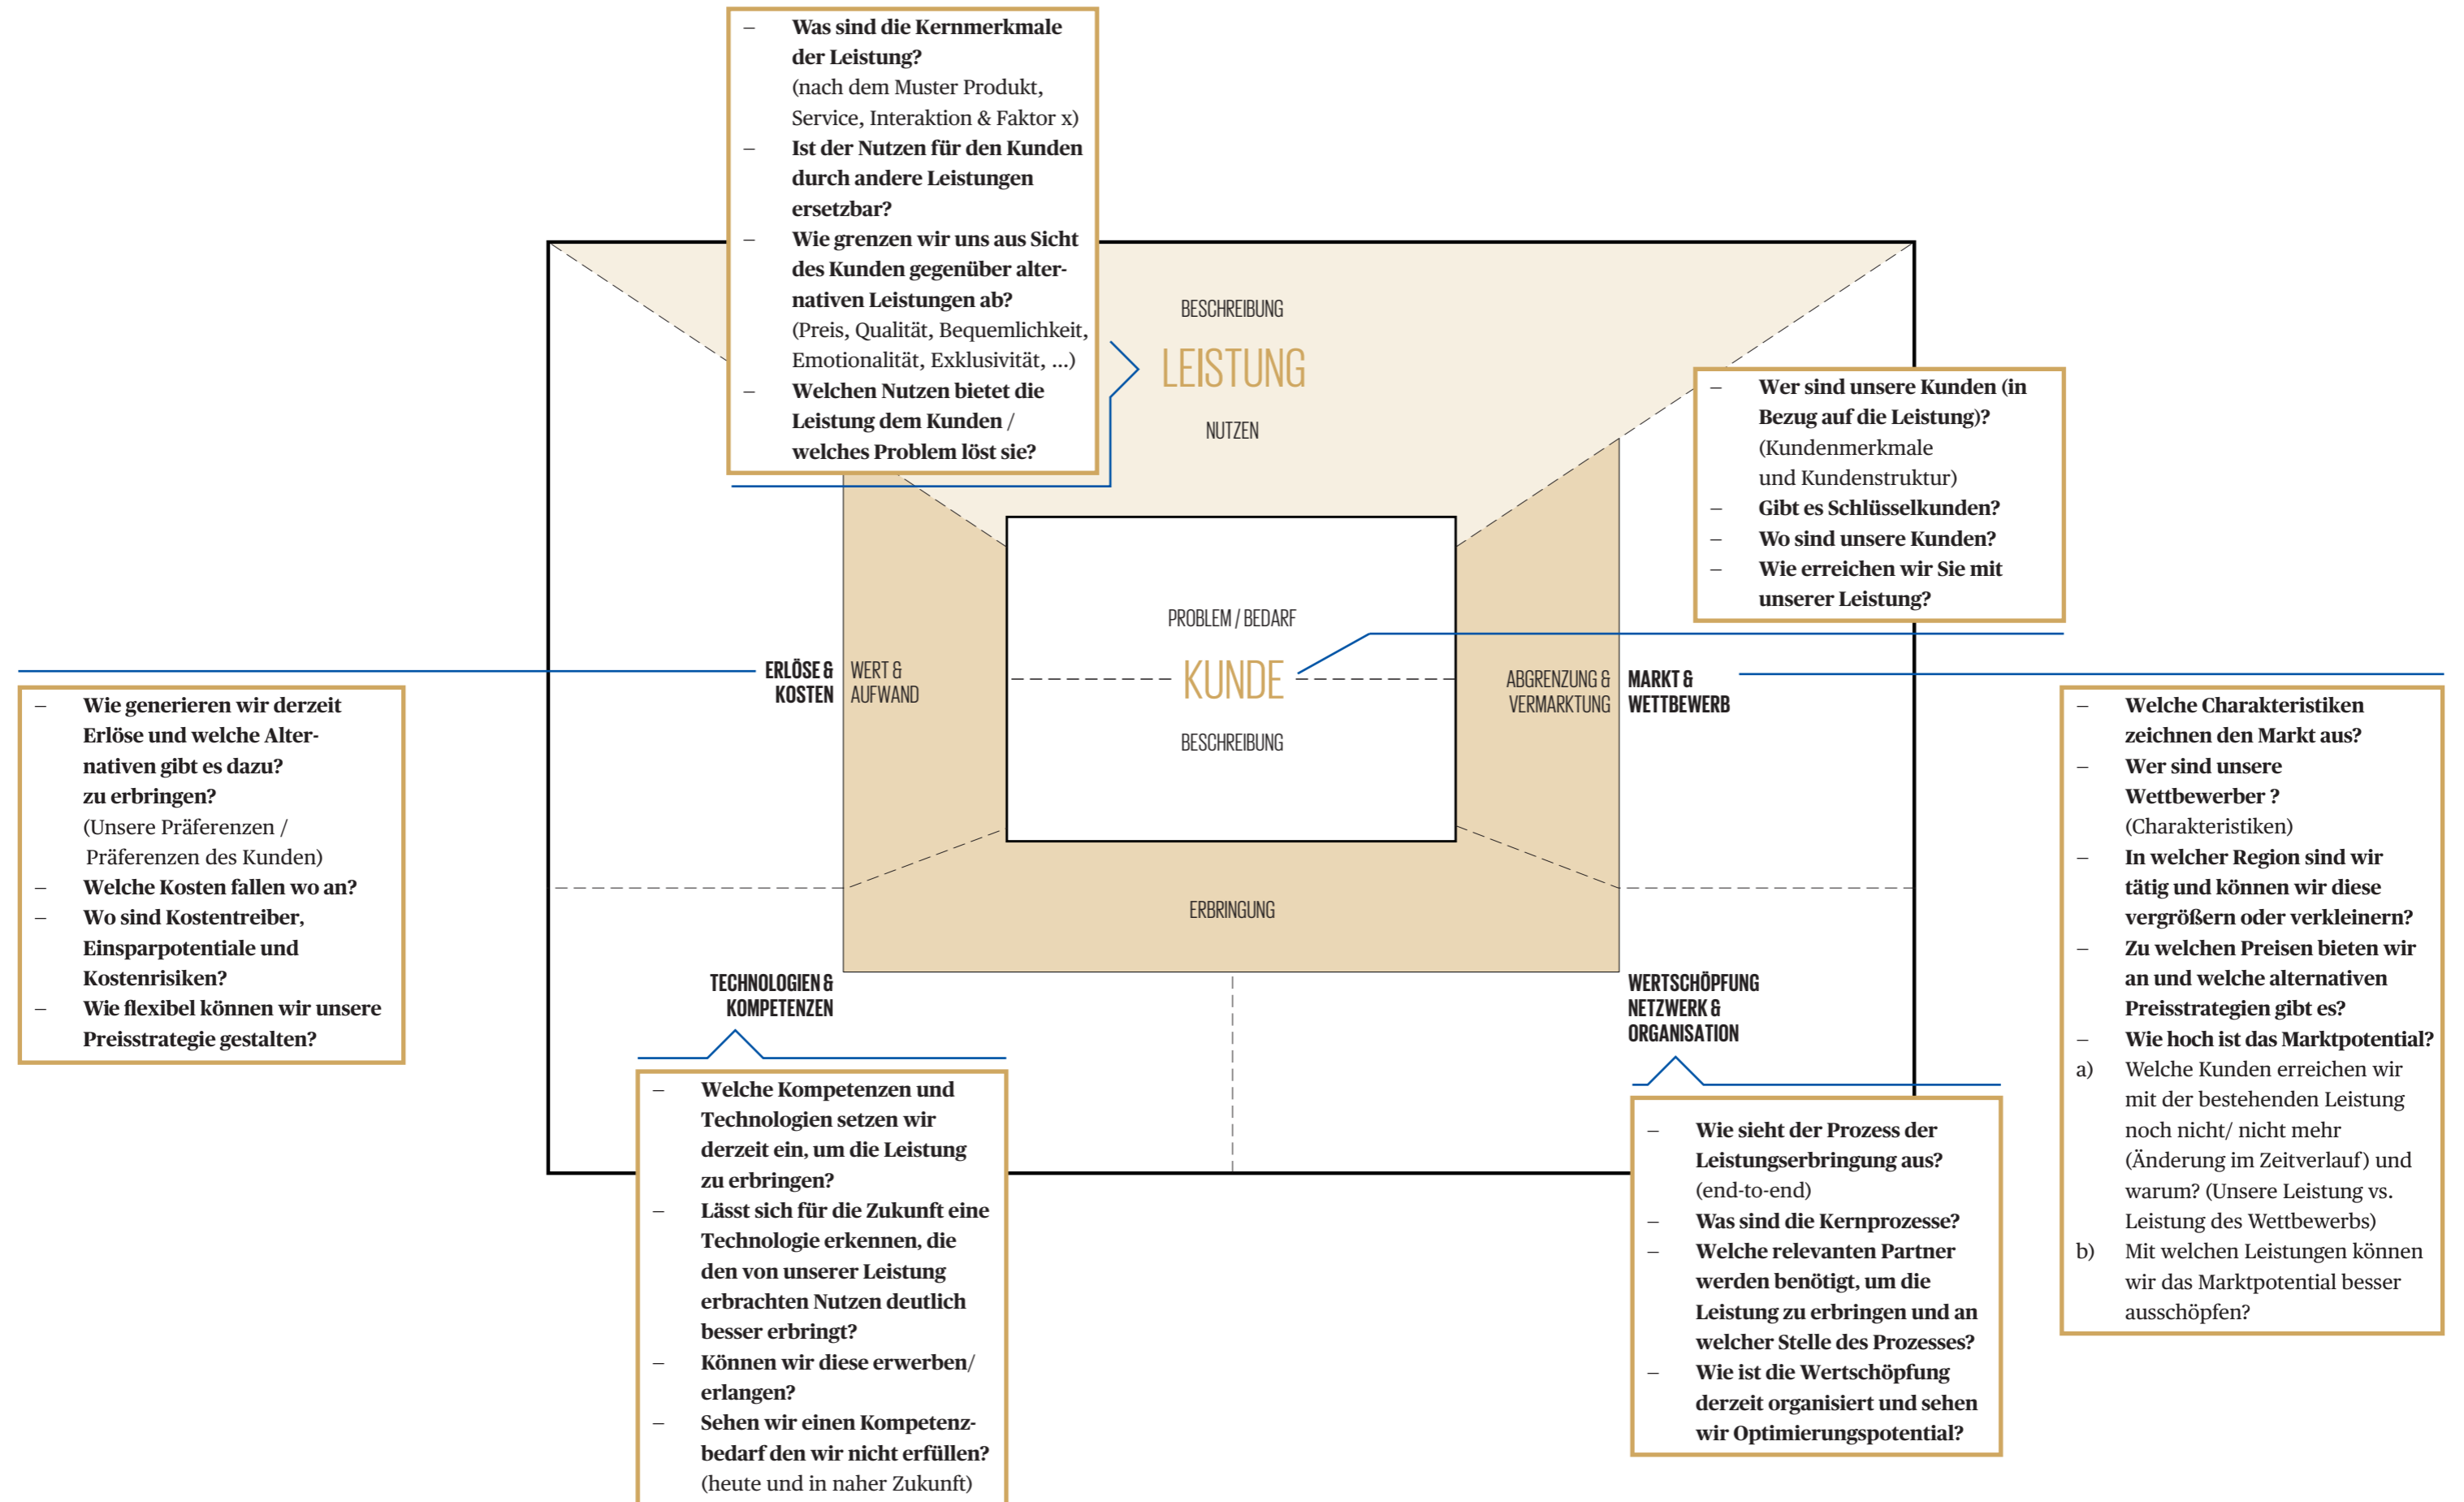 – Was sind die Kernmerkmale
der Leistung?
(nach dem Muster Produkt,
Service, Interaktion & Faktor x)
– Ist der Nutzen für den Kunden
durch andere Leistungen
ersetzbar?
– Wie grenzen wir uns aus Sicht
des Kunden gegenüber alter-
nativen Leistungen ab?
(Preis, Qualität, Bequemlichkeit,
Emotionalität, Exklusivität, ...)
– Welchen Nutzen bietet die
Leistung dem Kunden /
welches Problem löst sie?
BESCHREIBUNG
LEISTUNG
NUTZEN
– Wer sind unsere Kunden (in
Bezug auf die Leistung)?
(Kundenmerkmale
und Kundenstruktur)
– Gibt es Schlüsselkunden?
– Wo sind unsere Kunden?
– Wie erreichen wir Sie mit
unserer Leistung?
PROBLEM / BEDARF
KUNDE
BESCHREIBUNG
ERLÖSE &
KOSTEN
WERT &
AUFWAND
ABGRENZUNG &
VERMARKTUNG
MARKT &
WETTBEWERB
– Wie generieren wir derzeit
Erlöse und welche Alter-
nativen gibt es dazu?
zu erbringen?
(Unsere Präferenzen /
Präferenzen des Kunden)
– Welche Kosten fallen wo an?
– Wo sind Kostentreiber,
Einsparpotentiale und
Kostenrisiken?
– Wie flexibel können wir unsere
Preisstrategie gestalten?
– Welche Charakteristiken
zeichnen den Markt aus?
– Wer sind unsere
Wettbewerber ?
(Charakteristiken)
– In welcher Region sind wir
tätig und können wir diese
vergrößern oder verkleinern?
– Zu welchen Preisen bieten wir
an und welche alternativen
Preisstrategien gibt es?
– Wie hoch ist das Marktpotential?
a) Welche Kunden erreichen wir
mit der bestehenden Leistung
noch nicht/ nicht mehr
(Änderung im Zeitverlauf) und
warum? (Unsere Leistung vs.
Leistung des Wettbewerbs)
b) Mit welchen Leistungen können
wir das Marktpotential besser
ausschöpfen?
ERBRINGUNG
TECHNOLOGIEN &
KOMPETENZEN
WERTSCHÖPFUNG
NETZWERK &
ORGANISATION
– Welche Kompetenzen und
Technologien setzen wir
derzeit ein, um die Leistung
zu erbringen?
– Lässt sich für die Zukunft eine
Technologie erkennen, die
den von unserer Leistung
erbrachten Nutzen deutlich
besser erbringt?
– Können wir diese erwerben/
erlangen?
– Sehen wir einen Kompetenz-
bedarf den wir nicht erfüllen?
(heute und in naher Zukunft)
– Wie sieht der Prozess der
Leistungserbringung aus?
(end-to-end)
– Was sind die Kernprozesse?
– Welche relevanten Partner
werden benötigt, um die
Leistung zu erbringen und an
welcher Stelle des Prozesses?
– Wie ist die Wertschöpfung
derzeit organisiert und sehen
wir Optimierungspotential?